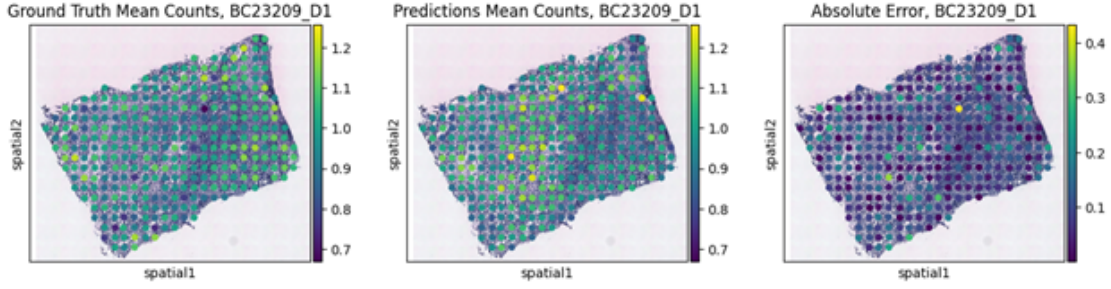 Ground Truth Mean Counts, BC23209_D1
spatial2
spatial1
1.2
1.1
1.0
0.9
0.8
0.7
Predictions Mean Counts, BC23209_D1
spatial2
spatial1
1.2
1.1
1.0
0.9
0.8
0.7
Absolute Error, BC23209_D1
spatial2
spatial1
0.4
0.3
0.2
0.1